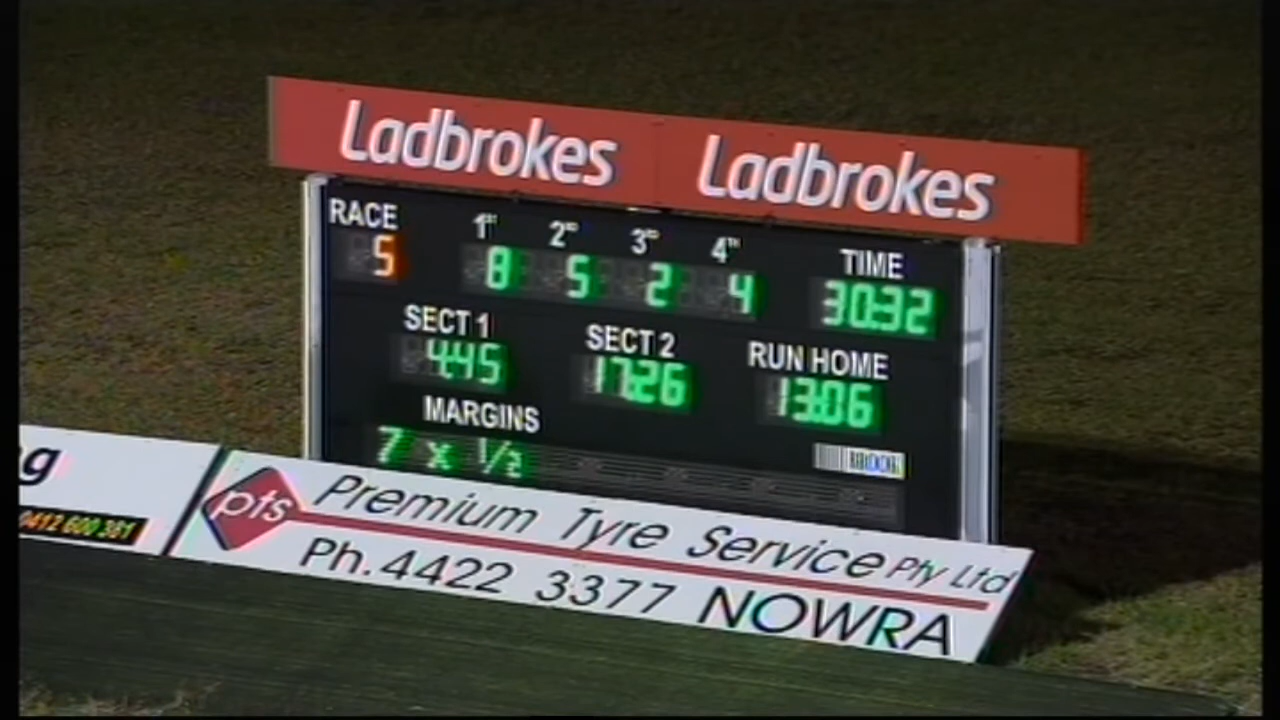 Ladbrokes Ladbrokes
RACE 1ST 2ND 3RD 4TH TIME
5 8 5 2 4 30:32
SECT 1 SECT 2 RUN HOME
4:45 17:26 13:06
MARGINS
7 x 1/2
g
0412 600 381
pts Premium Tyre Service Pty Ltd
Ph. 4422 3377 NOWRA